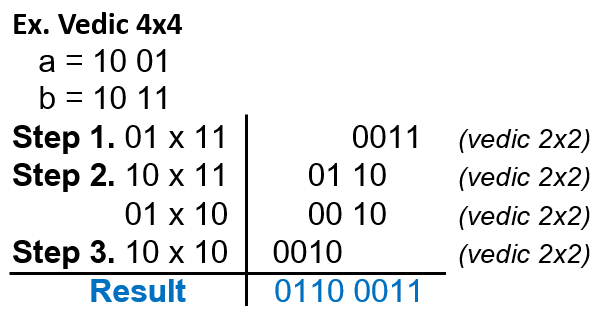 Ex. Vedic 4x4
a = 10 01
b = 10 11
Step 1. 01 x 11 0011 (vedic 2x2)
Step 2. 10 x 11 01 10 (vedic 2x2)
01 x 10 00 10 (vedic 2x2)
Step 3. 10 x 10 0010 (vedic 2x2)
Result 0110 0011